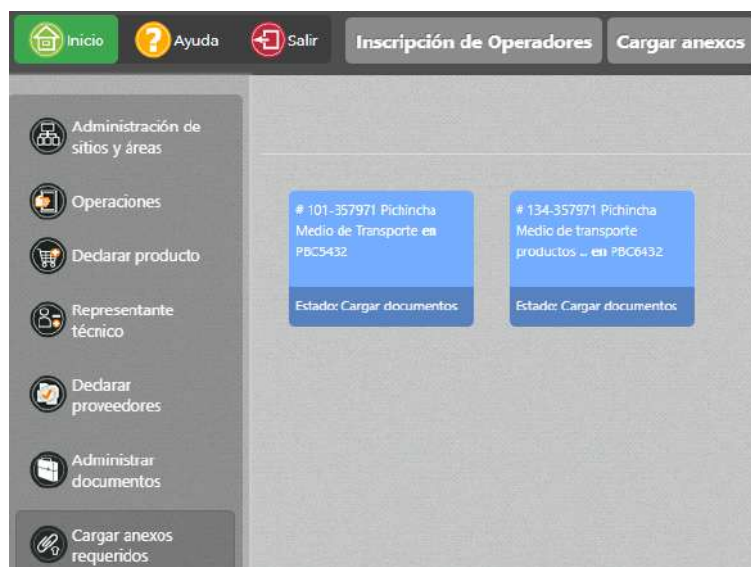 Inicio
Ayuda
Salir
Inscripción de Operadores
Cargar anexos
Administración de
sitios y áreas
Operaciones
Declarar producto
Representante
técnico
Declarar
proveedores
Administrar
documentos
Cargar anexos
requeridos
# 101-357971 Pichincha
Medio de Transporte en
PBC5432
Estado: Cargar documentos
# 134-357971 Pichincha
Medio de transporte
productos ... en PBC6432
Estado: Cargar documentos